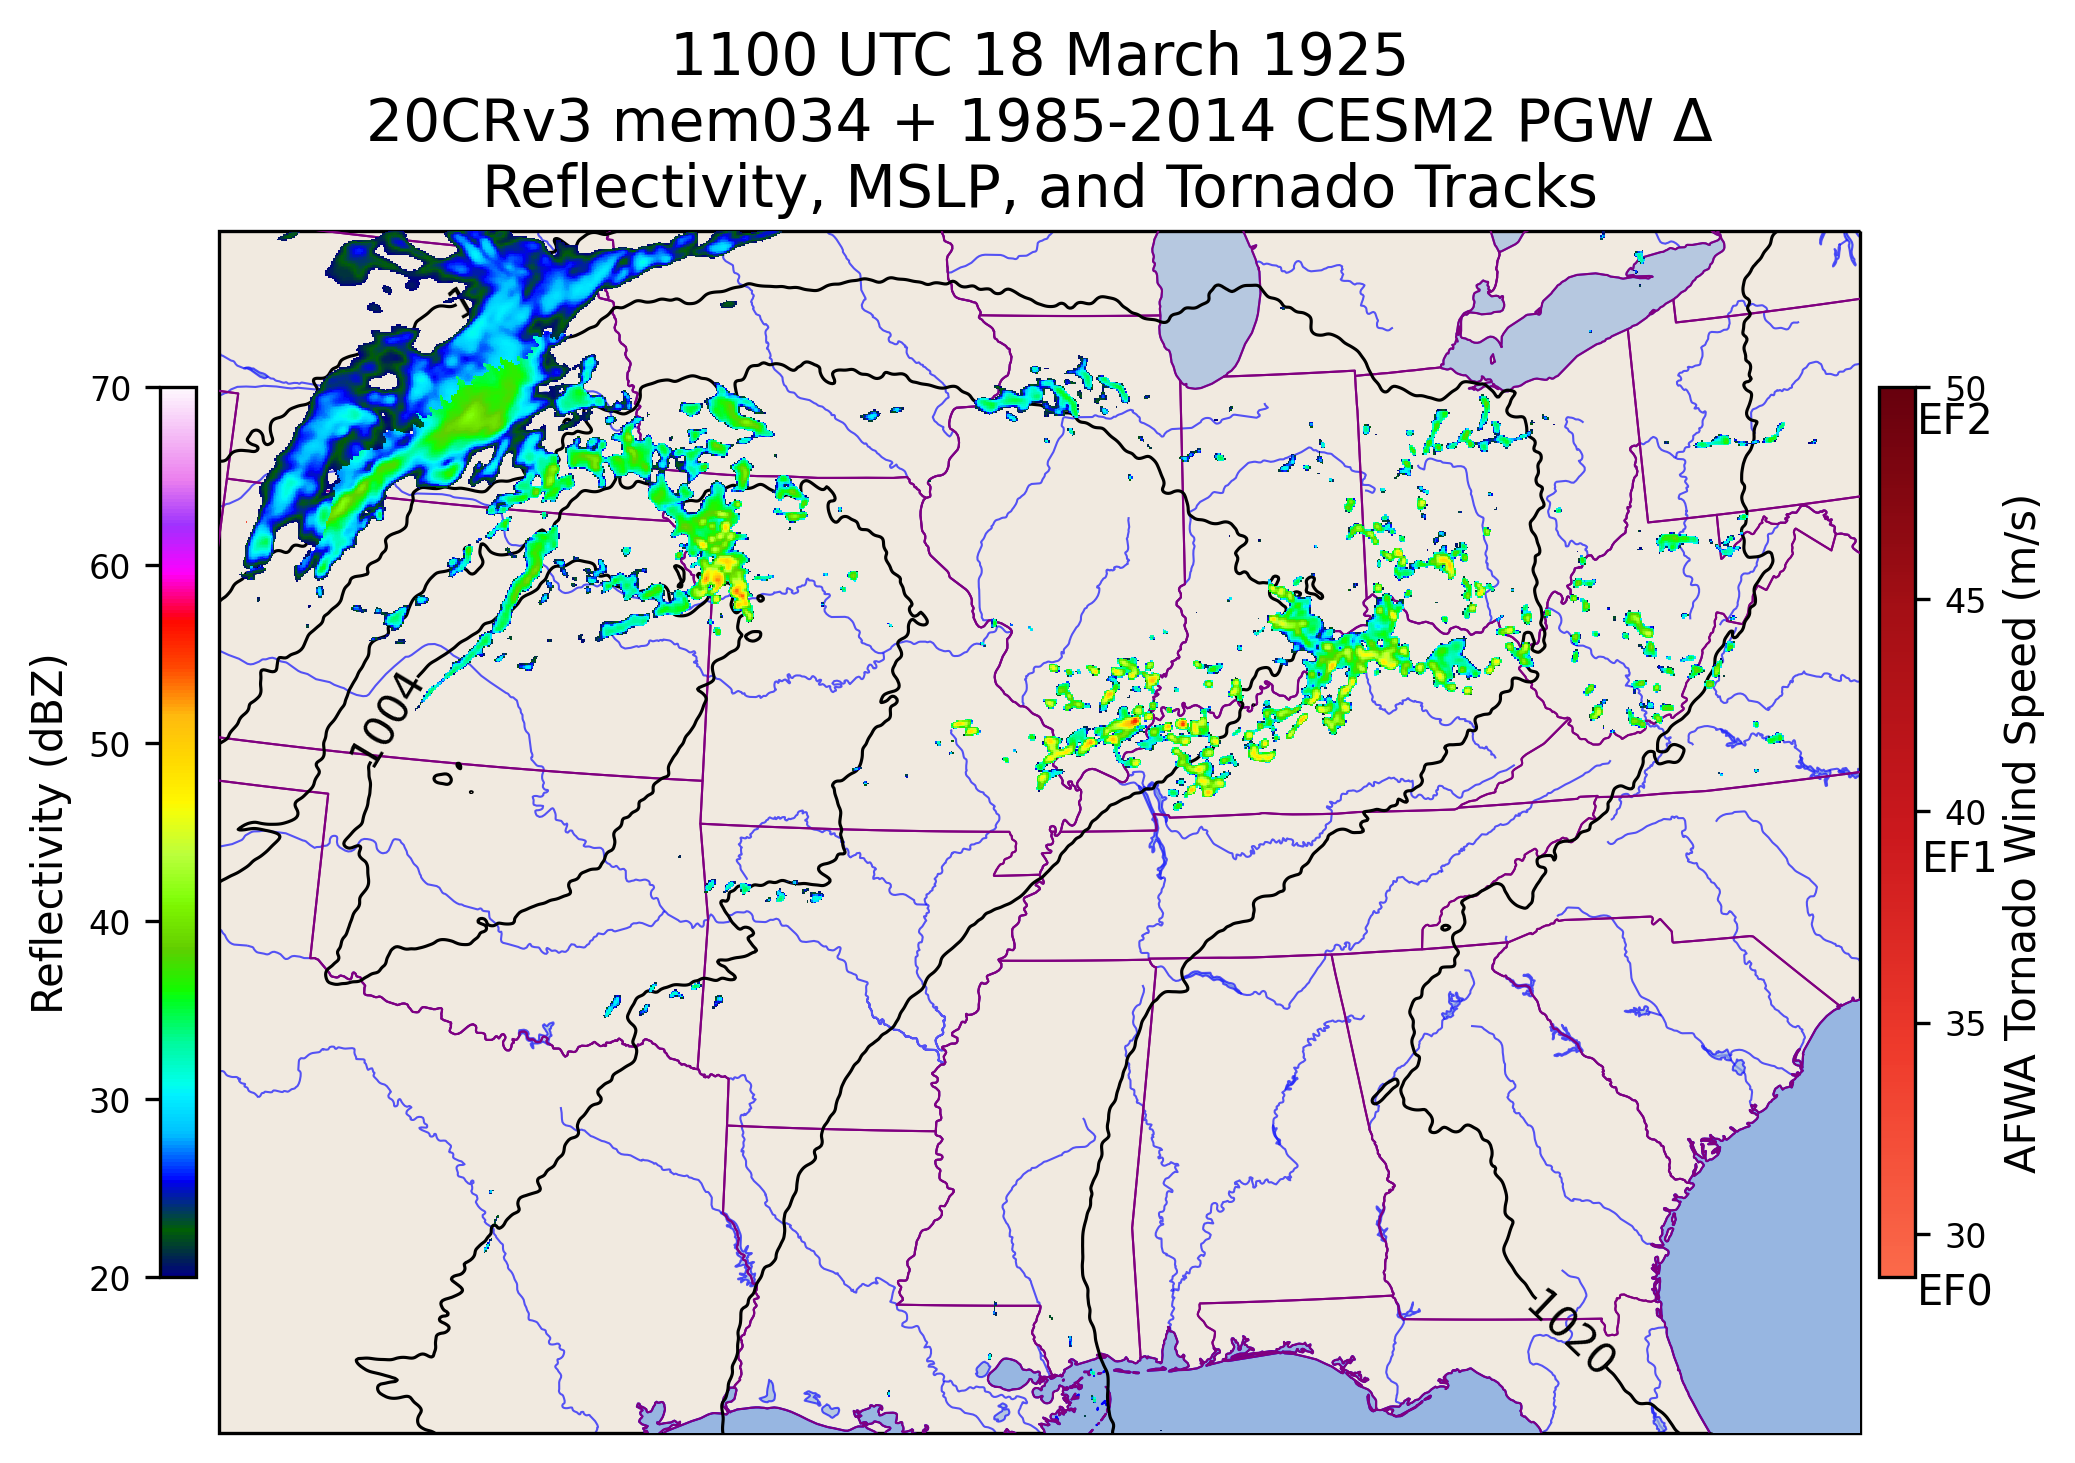 1100 UTC 18 March 1925
20CRv3 mem034 + 1985-2014 CESM2 PGW Δ
Reflectivity, MSLP, and Tornado Tracks
70
60
50
40
30
20
Reflectivity (dBZ)
1004
1020
50
EF2
45
40
EF1
35
30
EF0
AFWA Tornado Wind Speed (m/s)